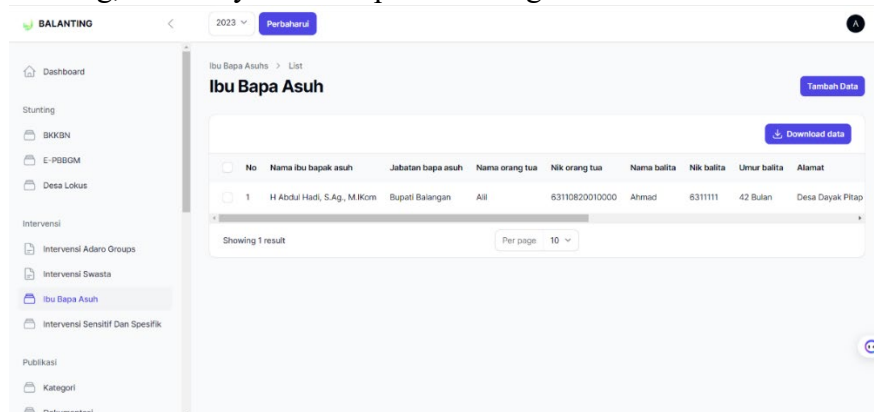 BALANTING
2023
Perbaharui
A
Dashboard
Stunting
BKKBN
E-PBBGM
Desa Lokus
Intervensi
Intervensi Adaro Groups
Intervensi Swasta
Ibu Bapa Asuh
Intervensi Sensitif Dan Spesifik
Publikasi
Kategori
Ibu Bapa Asuhs > List
Ibu Bapa Asuh
Tambah Data
Download data
No Nama ibu bapak asuh Jabatan bapa asuh Nama orang tua Nik orang tua Nama balita Nik balita Umur balita Alamat
1 H Abdul Hadi, S.Ag., M.IKom Bupati Balangan Alil 63110820010000 Ahmad 6311111 42 Bulan Desa Dayak Pitap
Showing 1 result
Per page 10